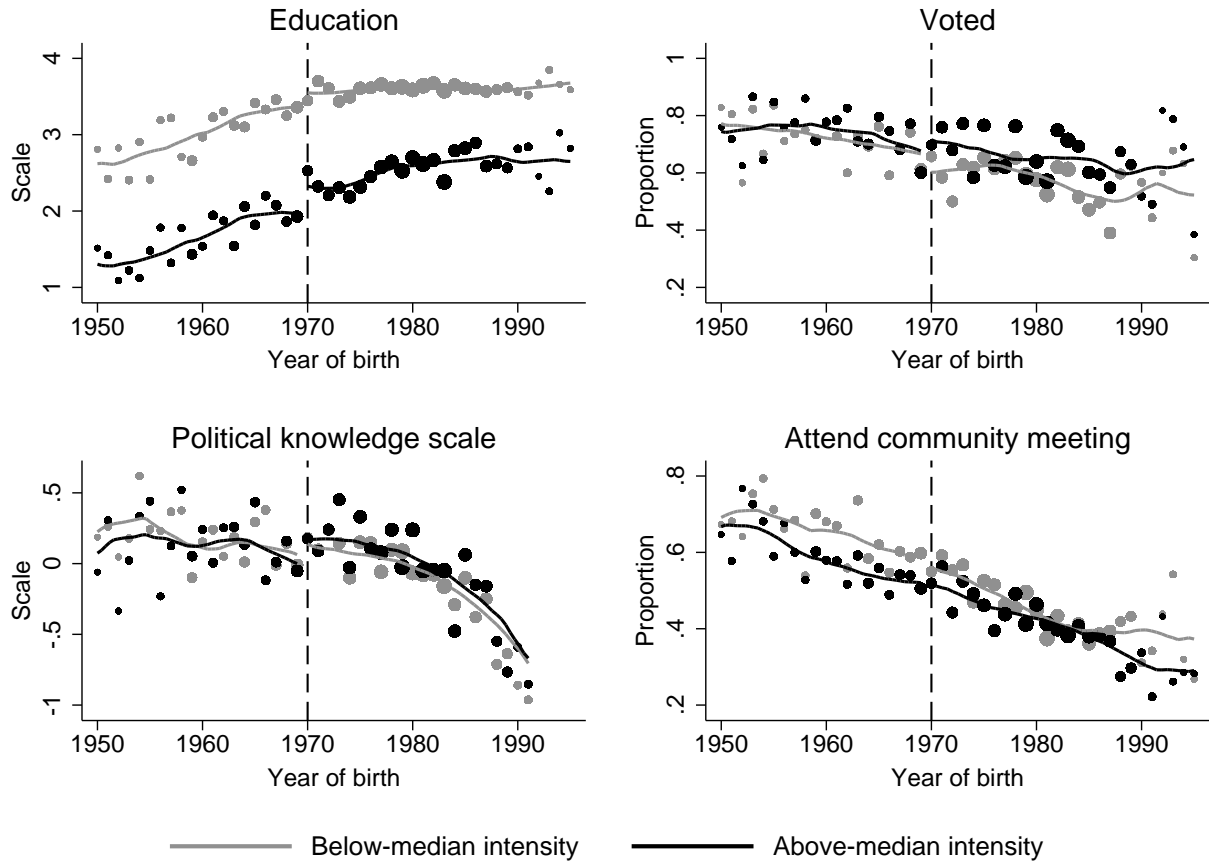 Education
Scale
4
3
2
1
1950 1960 1970 1980 1990
Year of birth
Voted
Proportion
1
.8
.6
.4
.2
1950 1960 1970 1980 1990
Year of birth
Political knowledge scale
Scale
.5
0
-.5
-1
1950 1960 1970 1980 1990
Year of birth
Attend community meeting
Proportion
.8
.6
.4
.2
1950 1960 1970 1980 1990
Year of birth
Below-median intensity Above-median intensity